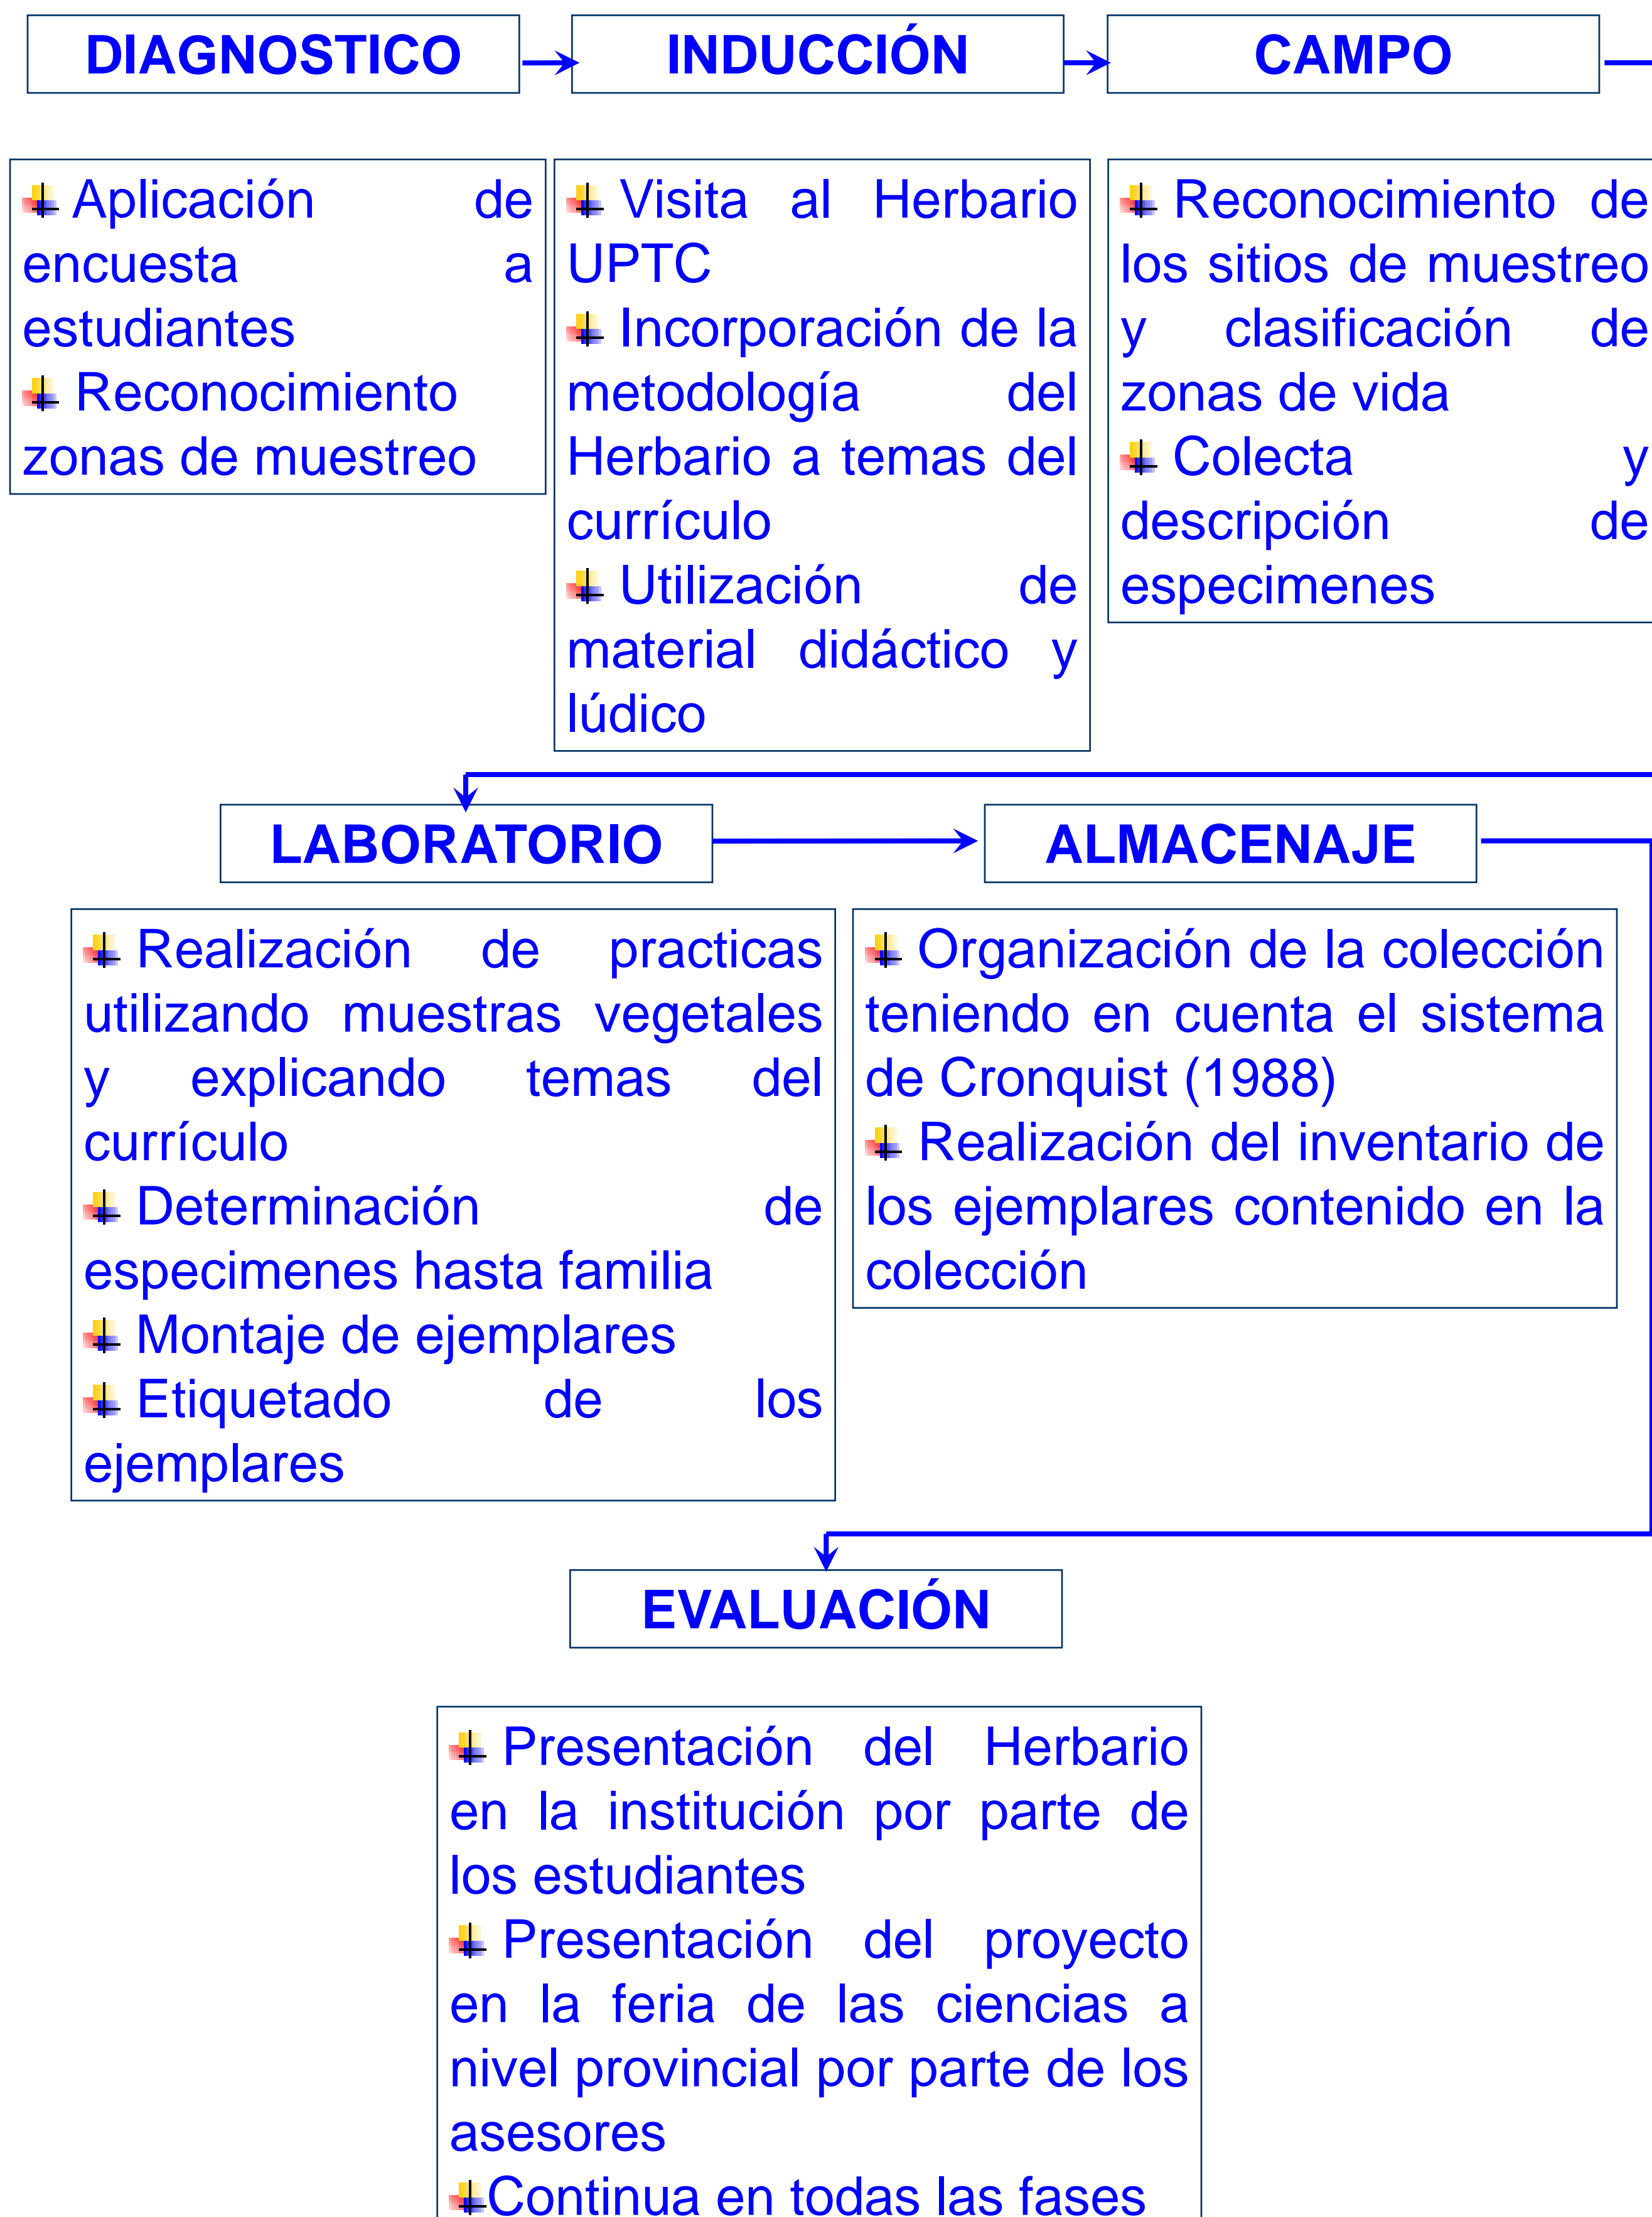 DIAGNOSTICO
INDUCCIÓN
CAMPO
Aplicación de
encuesta a
estudiantes
Reconocimiento
zonas de muestreo
Visita al Herbario
UPTC
Incorporación de la
metodología del
Herbario a temas del
currículo
Utilización de
material didáctico y
lúdico
Reconocimiento de
los sitios de muestreo
y clasificación de
zonas de vida
Colecta y
descripción de
especimenes
LABORATORIO
ALMACENAJE
Realización de practicas
utilizando muestras vegetales
y explicando temas del
currículo
Determinación de
especimenes hasta familia
Montaje de ejemplares
Etiquetado de los
ejemplares
Organización de la colección
teniendo en cuenta el sistema
de Cronquist (1988)
Realización del inventario de
los ejemplares contenido en la
colección
EVALUACIÓN
Presentación del Herbario
en la institución por parte de
los estudiantes
Presentación del proyecto
en la feria de las ciencias a
nivel provincial por parte de los
asesores
Continua en todas las fases